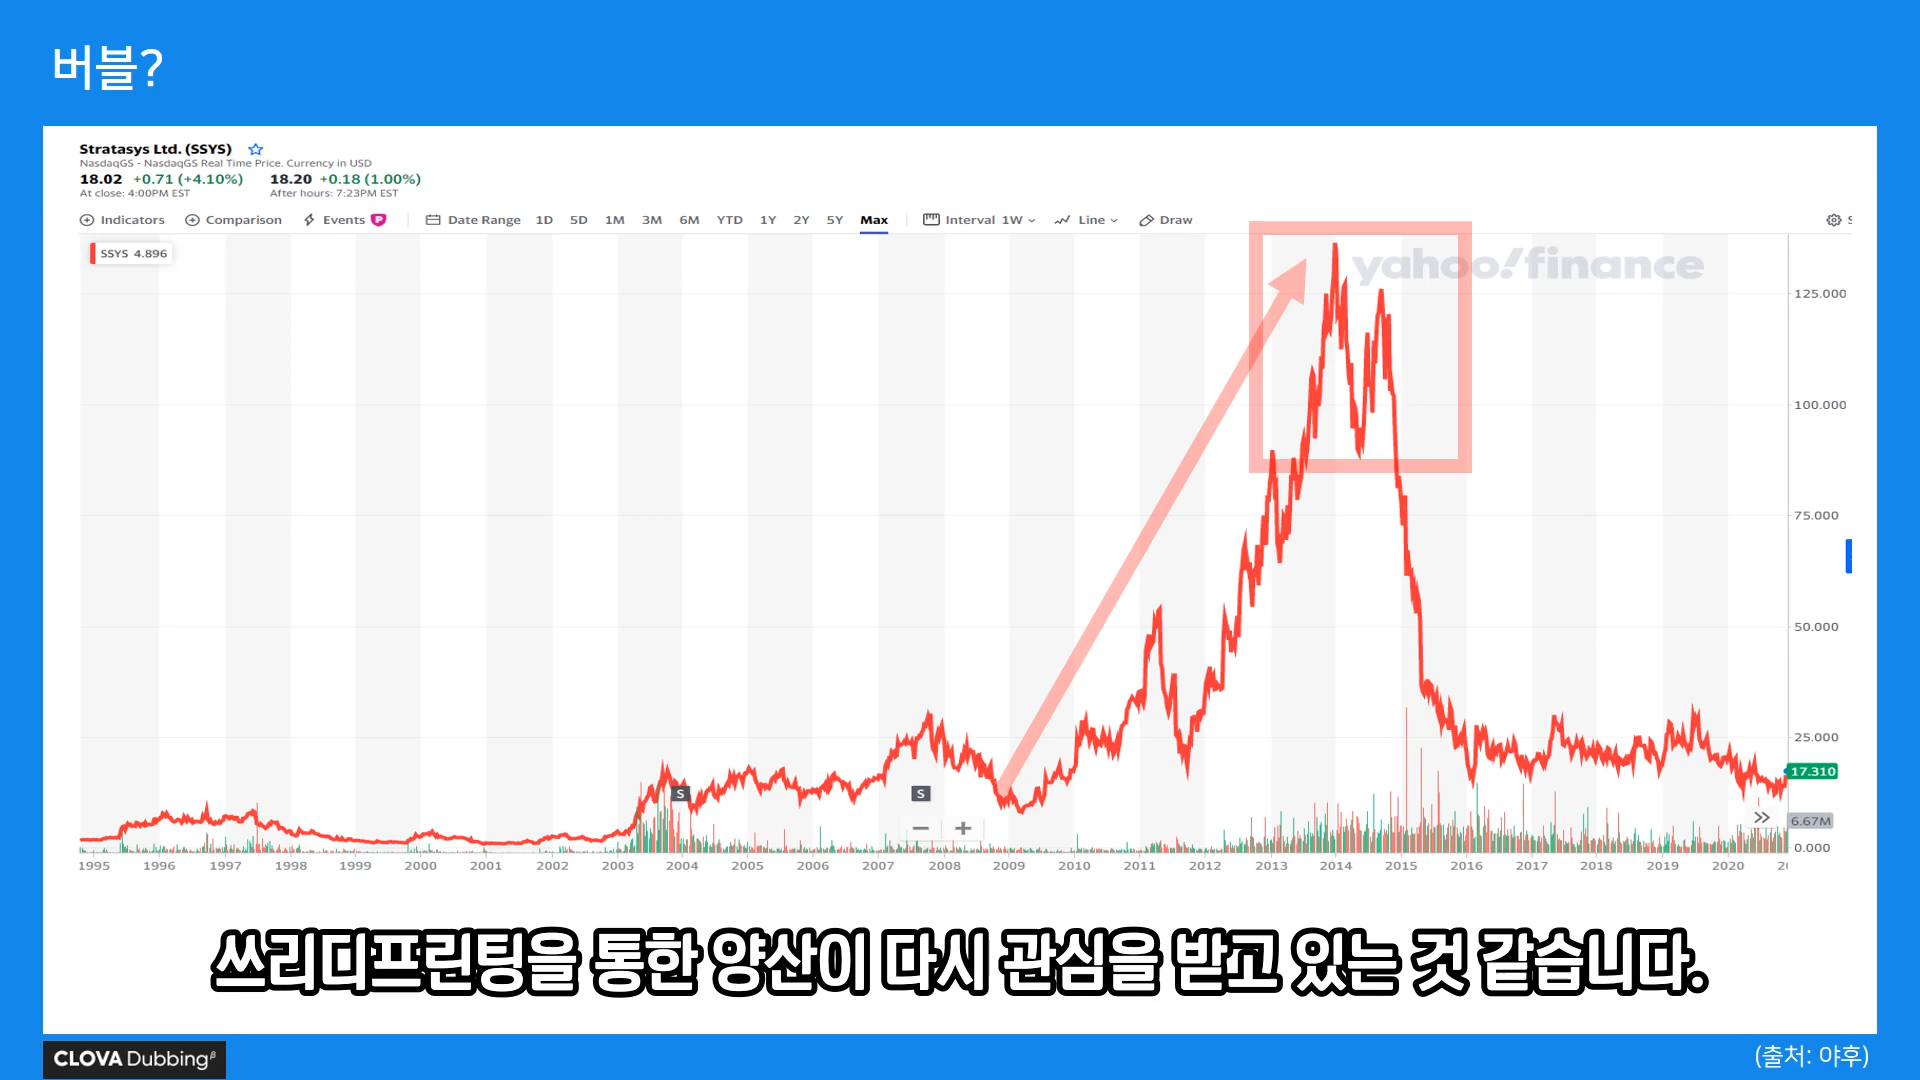 버블?
Stratasys Ltd. (SSYS)
NasdaqGS - NasdaqGS Real Time Price. Currency in USD
18.02 +0.71 (+4.10%) 18.20 +0.18 (1.00%)
At close: 4:00PM EST After hours: 7:23PM EST
Indicators Comparison Events P Date Range 1D 5D 1M 3M 6M YTD 1Y 2Y 5Y Max Interval 1W Line Draw
SSYS 4.896
yahoo!finance
125.000
100.000
75.000
50.000
25.000
17.310
S S
6.67M
0.000
1995 1996 1997 1998 1999 2000 2001 2002 2003 2004 2005 2006 2007 2008 2009 2010 2011 2012 2013 2014 2015 2016 2017 2018 2019 2020
쓰리디프린팅을 통한 양산이 다시 관심을 받고 있는 것 같습니다.
CLOVA Dubbingβ
(출처: 야후)